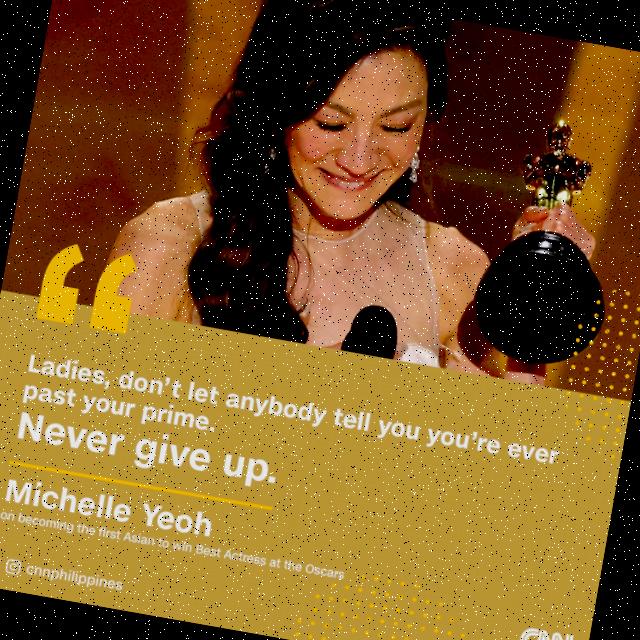 Ladies, don't let anybody tell you you're ever
past your prime.
Never give up.
Michelle Yeoh
on becoming the first Asian to win Best Actress at the Oscars
cnnphilippines